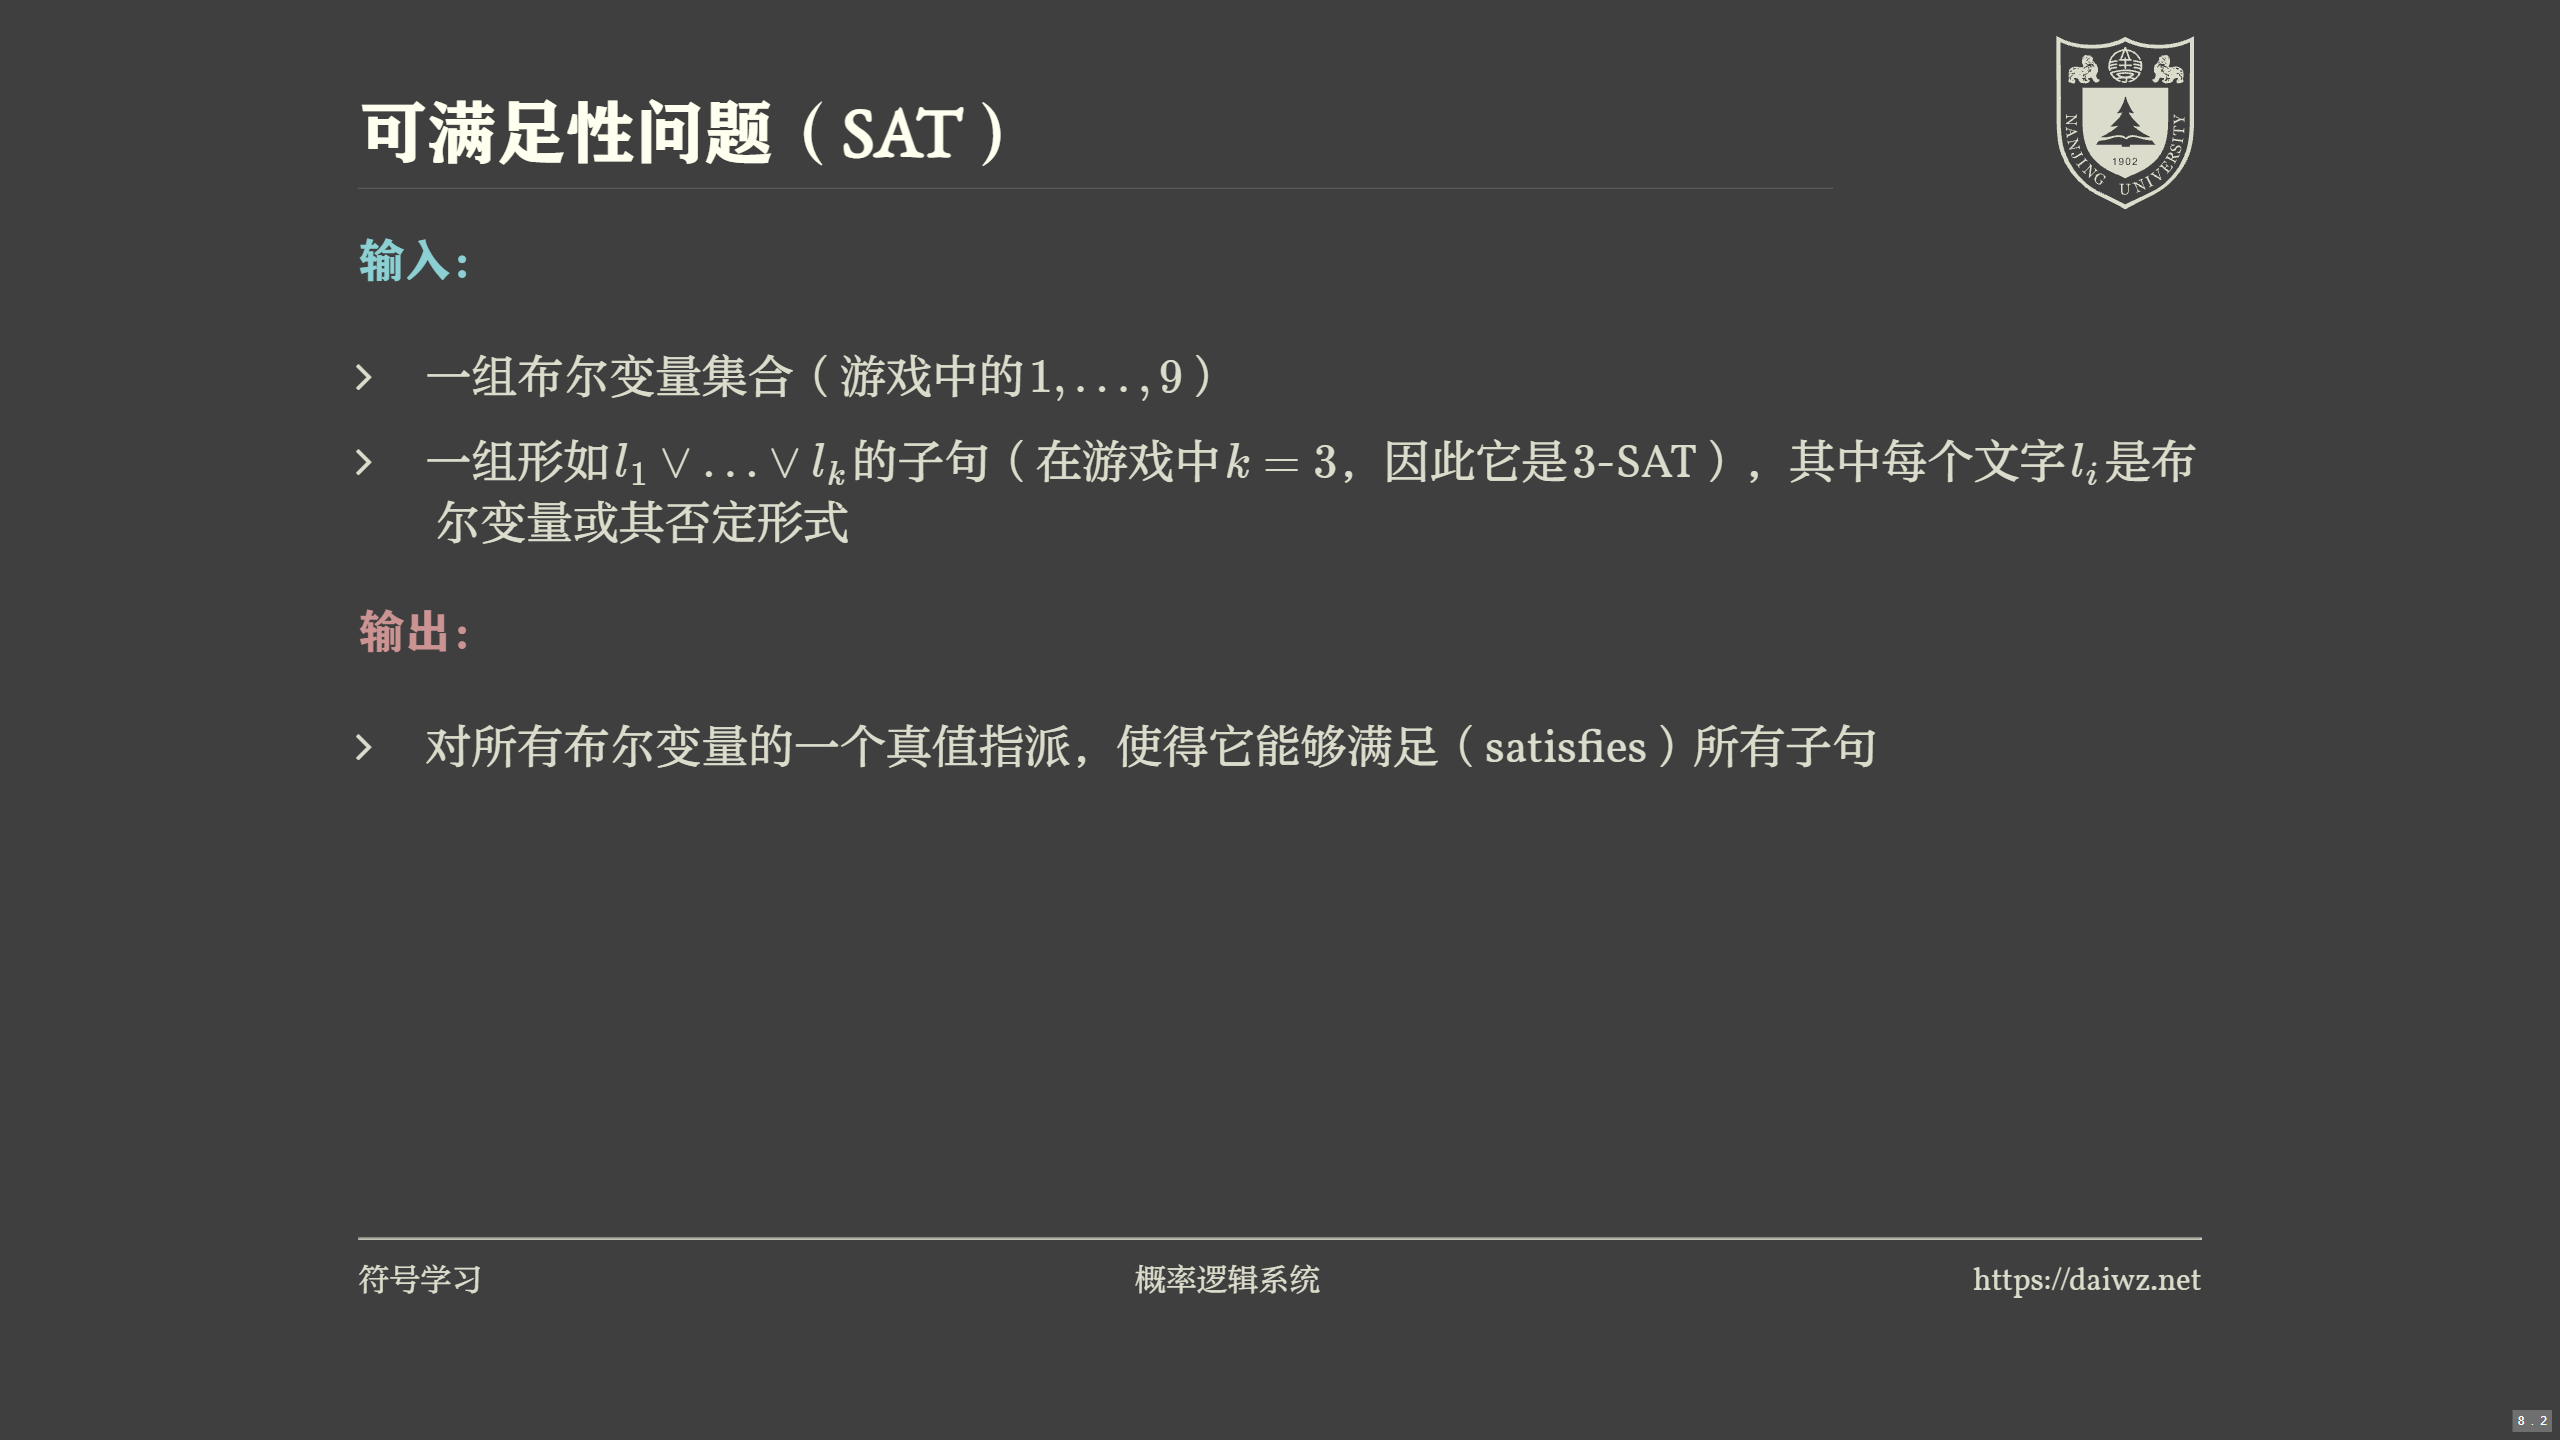 可满足性问题（SAT）
NANJING UNIVERSITY
1902
输入：
一组布尔变量集合（游戏中的1, . . . , 9）
一组形如l₁ ∨ . . . ∨ lₖ的子句（在游戏中k = 3，因此它是3-SAT），其中每个文字lᵢ是布
尔变量或其否定形式
输出：
对所有布尔变量的一个真值指派，使得它能够满足（satisfies）所有子句
符号学习
概率逻辑系统
https://daiwz.net
8.2